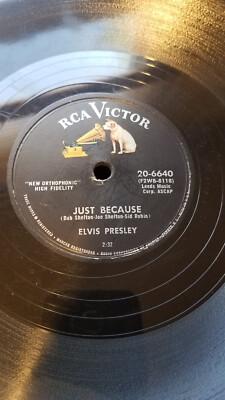 RCA VICTOR
20-6640
(F2WB-8118)
"NEW ORTHOPHONIC"
HIGH FIDELITY
Leeds Music
Corp. ASCAP
JUST BECAUSE
(Bob Shelton-Joe Shelton-Sid Robin)
ELVIS PRESLEY
2:32